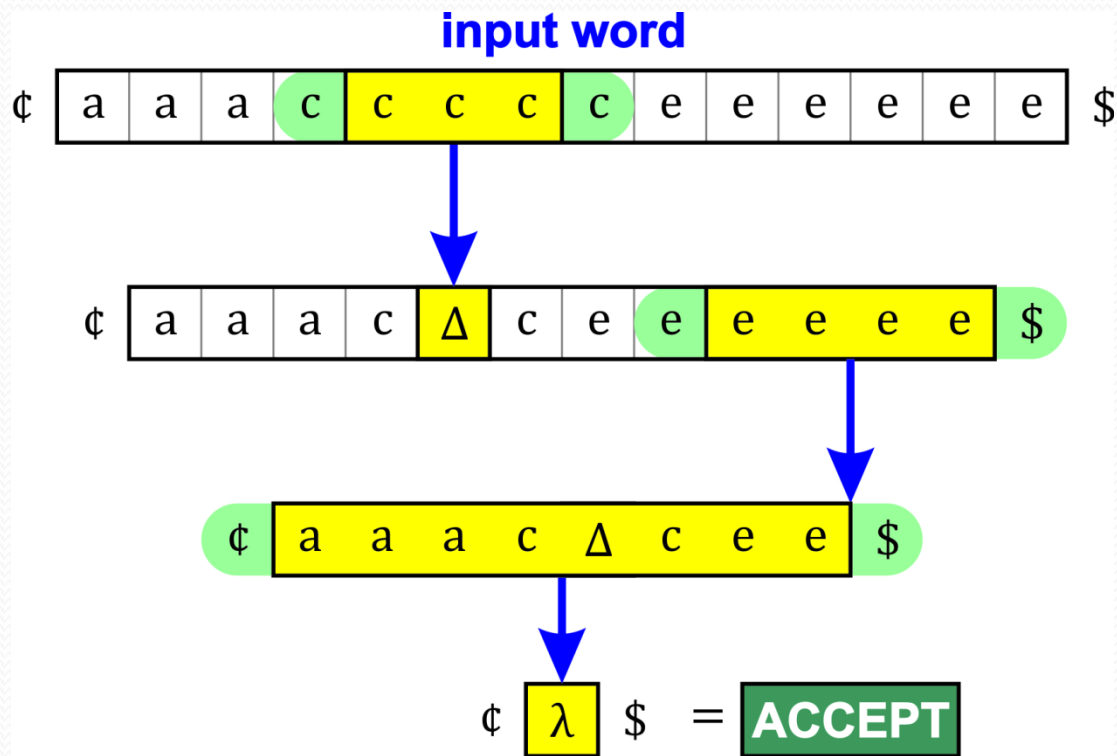 input word
¢ a a a c c c c c e e e e e e $
¢ a a a c Δ c e e e e e e $
¢ a a a c Δ c e e $
¢ λ $ = ACCEPT